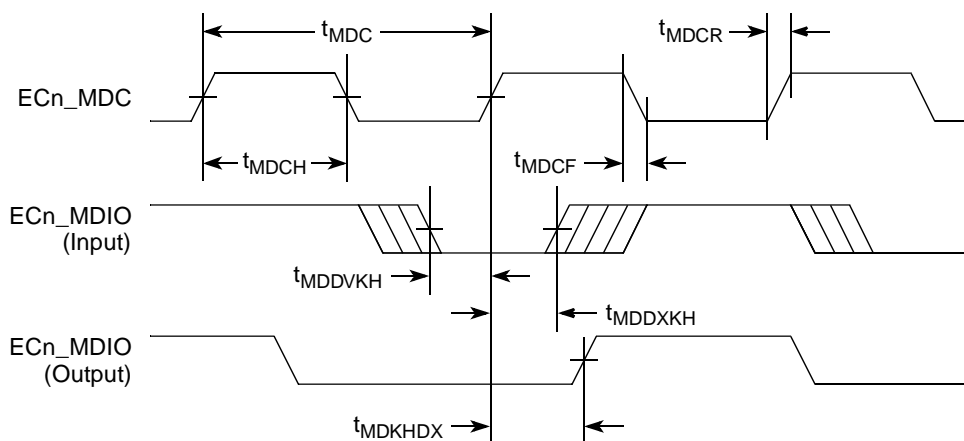 tMDC
tMDCR
ECn_MDC
tMDCH
tMDCF
ECn_MDIO
(Input)
tMDDVKH
tMDDXKH
ECn_MDIO
(Output)
tMDKHDX